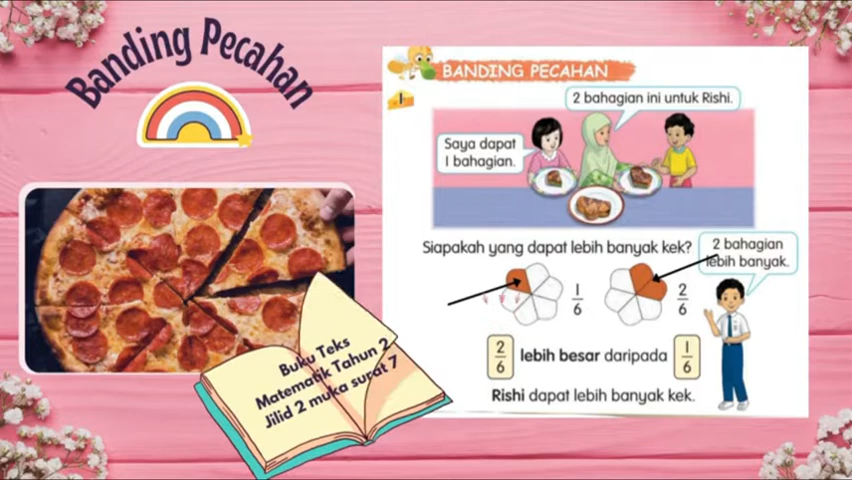 Banding Pecahan
BANDING PECAHAN
1
2 bahagian ini untuk Rishi.
Saya dapat
1 bahagian.
Siapakah yang dapat lebih banyak kek?
2 bahagian
lebih banyak.
1/6
2/6
2/6 lebih besar daripada 1/6
Rishi dapat lebih banyak kek.
Buku Teks
Matematik Tahun 2
Jilid 2 muka surat 7